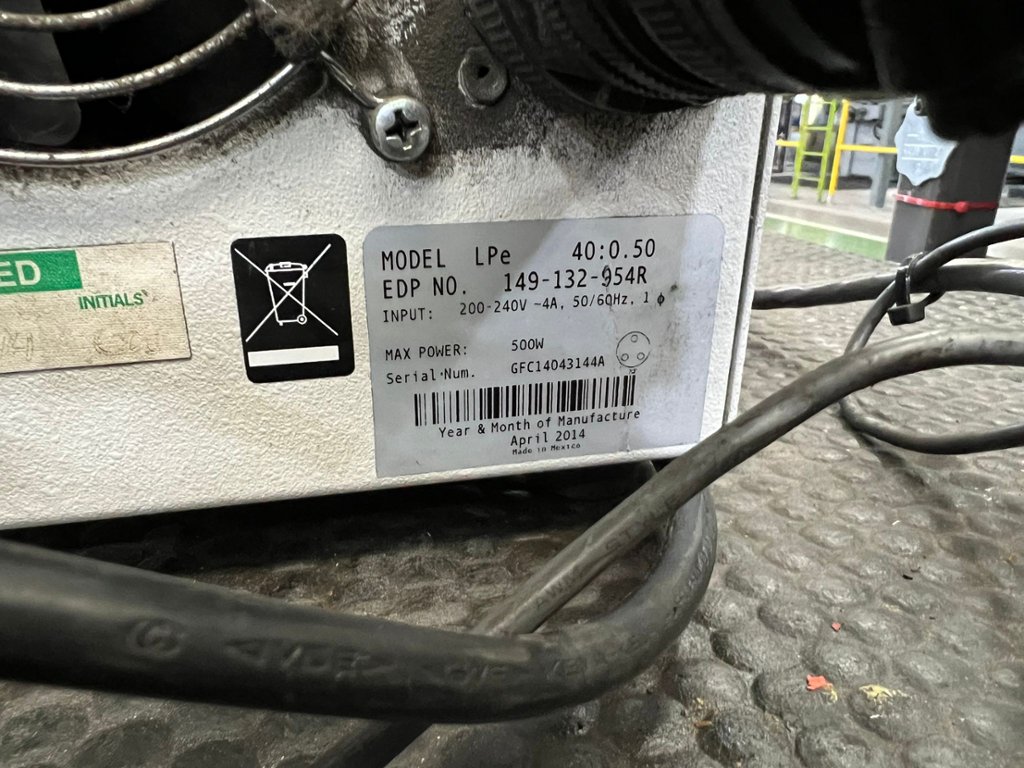 ED
INITIALS
MODEL LPe 40:0.50
EDP NO. 149-132-954R
INPUT: 200-240V ~4A, 50/60Hz, 1 ϕ
MAX POWER: 500W
Serial Num. GFC14043144A
Year & Month of Manufacture
April 2014
Made in Mexico
VDE